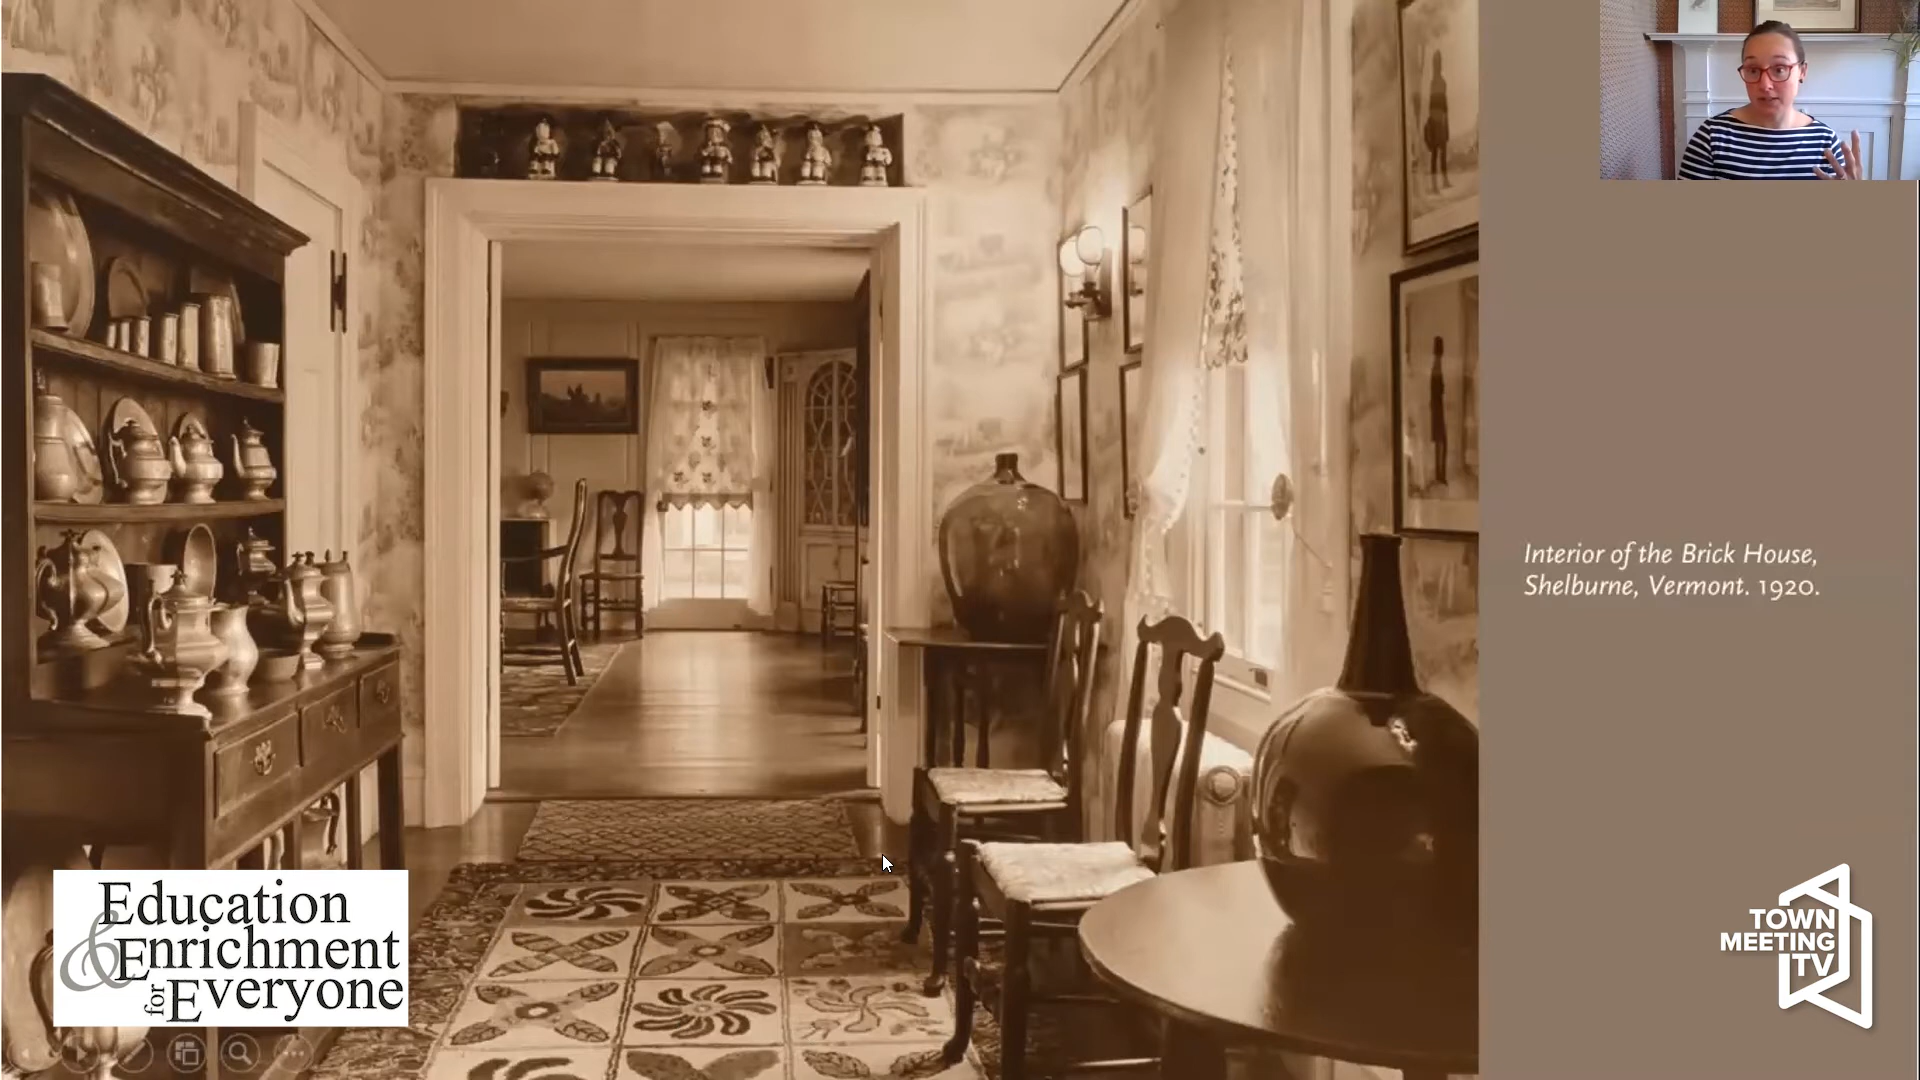 Interior of the Brick House,
Shelburne, Vermont. 1920.
Education
& Enrichment
for Everyone
TOWN
MEETING
TV